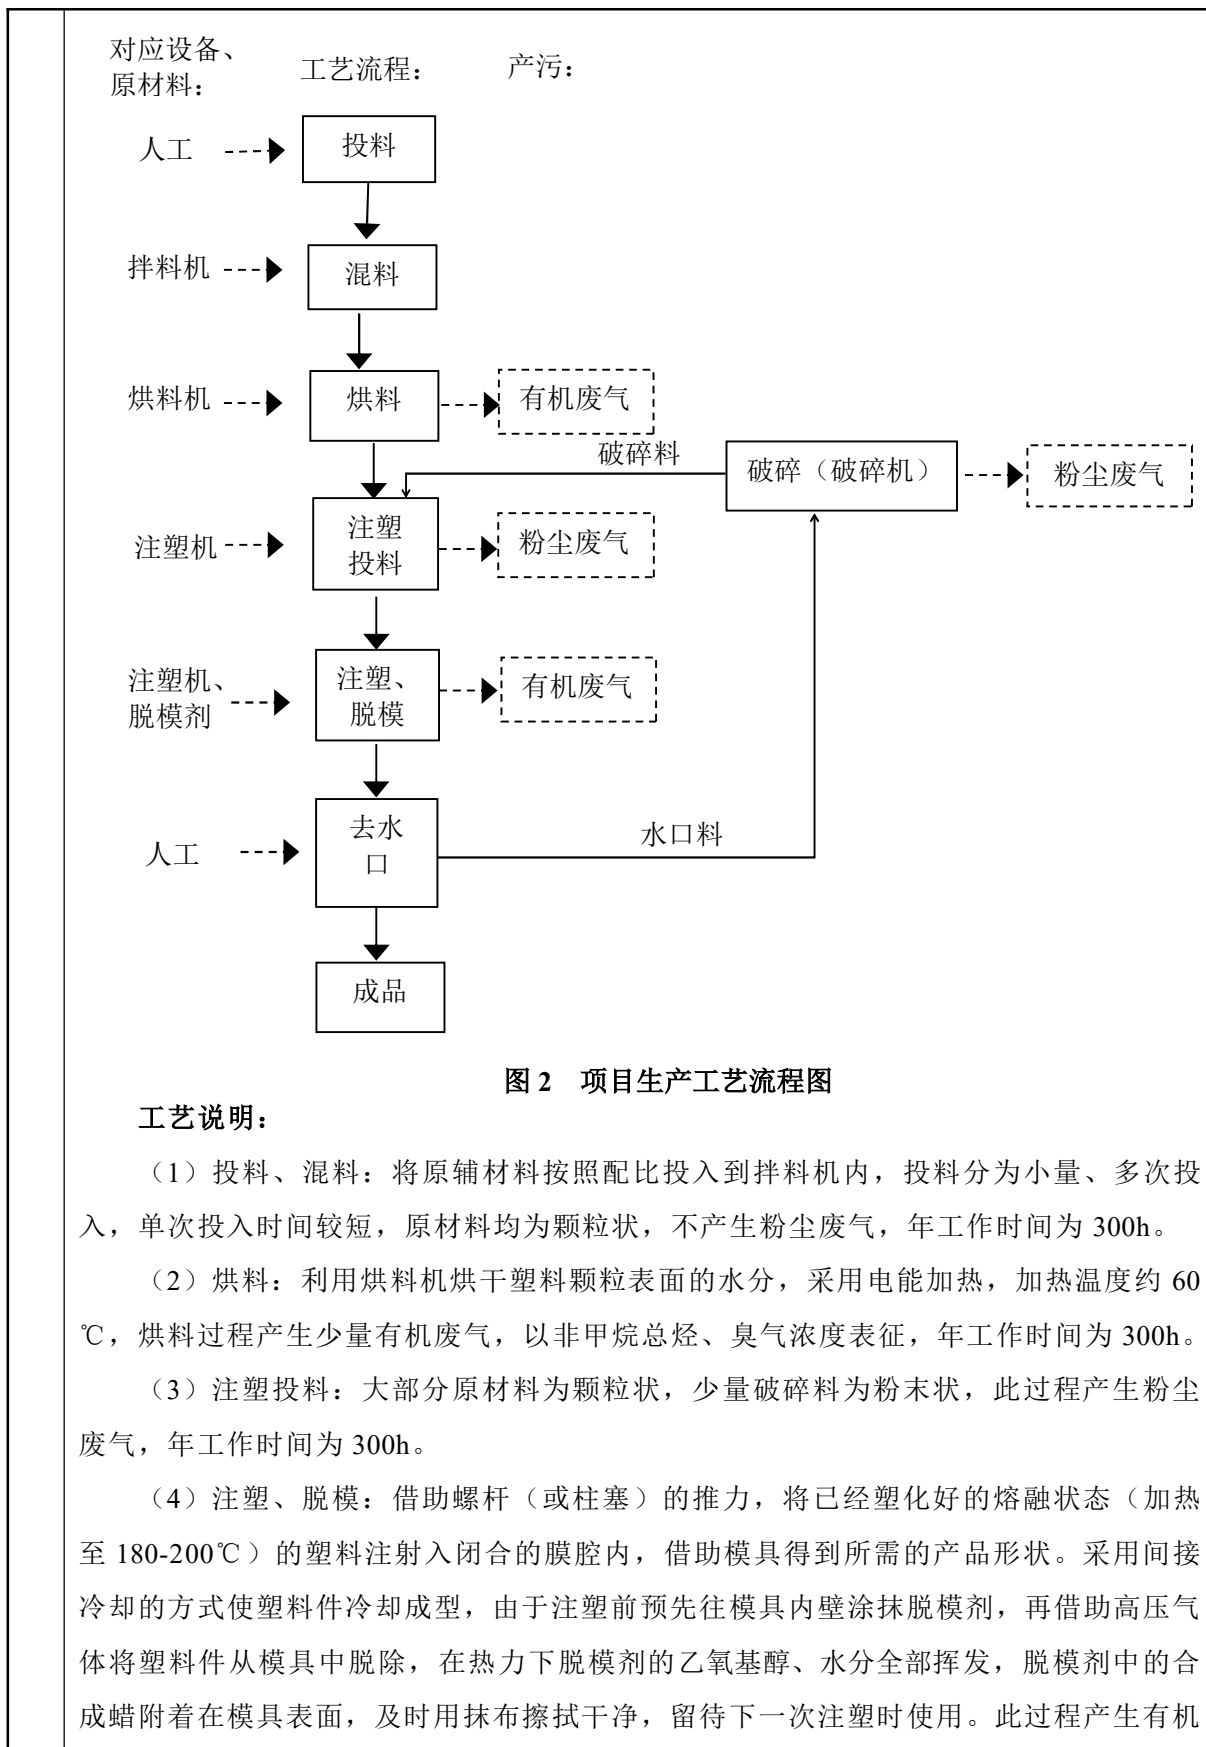 对应设备、
原材料：
工艺流程：
产污：
人工
投料
拌料机
混料
烘料机
烘料
有机废气
破碎料
破碎（破碎机）
粉尘废气
注塑机
注塑
投料
粉尘废气
注塑机、
脱模剂
注塑、
脱模
有机废气
人工
去水
口
水口料
成品
图 2 项目生产工艺流程图
工艺说明：
（1）投料、混料：将原辅材料按照配比投入到拌料机内，投料分为小量、多次投
入，单次投入时间较短，原材料均为颗粒状，不产生粉尘废气，年工作时间为 300h。
（2）烘料：利用烘料机烘干塑料颗粒表面的水分，采用电能加热，加热温度约 60
℃，烘料过程产生少量有机废气，以非甲烷总烃、臭气浓度表征，年工作时间为 300h。
（3）注塑投料：大部分原材料为颗粒状，少量破碎料为粉末状，此过程产生粉尘
废气，年工作时间为 300h。
（4）注塑、脱模：借助螺杆（或柱塞）的推力，将已经塑化好的熔融状态（加热
至 180-200℃）的塑料注射入闭合的膜腔内，借助模具得到所需的产品形状。采用间接
冷却的方式使塑料件冷却成型，由于注塑前预先往模具内壁涂抹脱模剂，再借助高压气
体将塑料件从模具中脱除，在热力下脱模剂的乙氧基醇、水分全部挥发，脱模剂中的合
成蜡附着在模具表面，及时用抹布擦拭干净，留待下一次注塑时使用。此过程产生有机